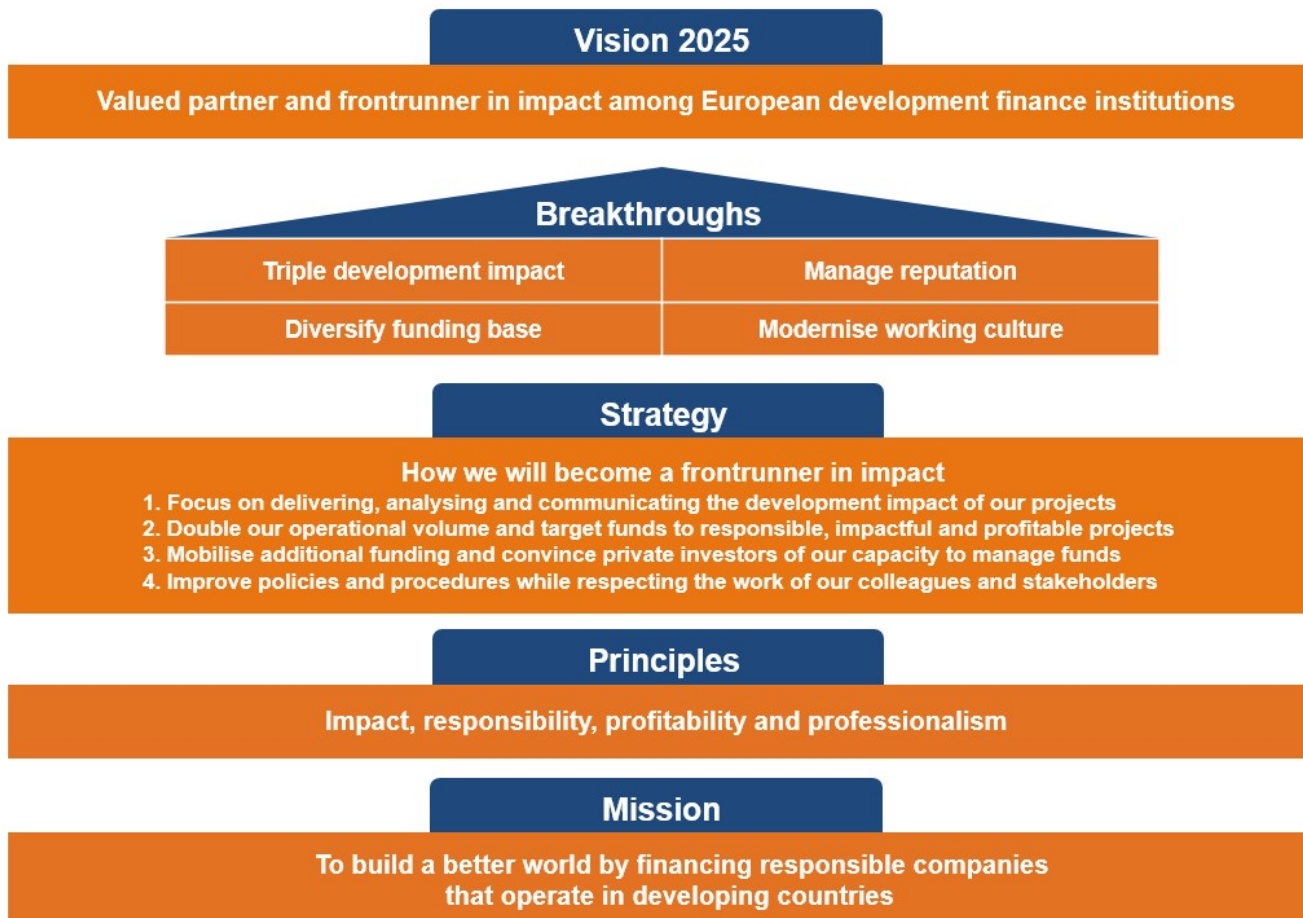 Vision 2025
Valued partner and frontrunner in impact among European development finance institutions
Breakthroughs
Triple development impact
Manage reputation
Diversify funding base
Modernise working culture
Strategy
How we will become a frontrunner in impact
1. Focus on delivering, analysing and communicating the development impact of our projects
2. Double our operational volume and target funds to responsible, impactful and profitable projects
3. Mobilise additional funding and convince private investors of our capacity to manage funds
4. Improve policies and procedures while respecting the work of our colleagues and stakeholders
Principles
Impact, responsibility, profitability and professionalism
Mission
To build a better world by financing responsible companies
that operate in developing countries